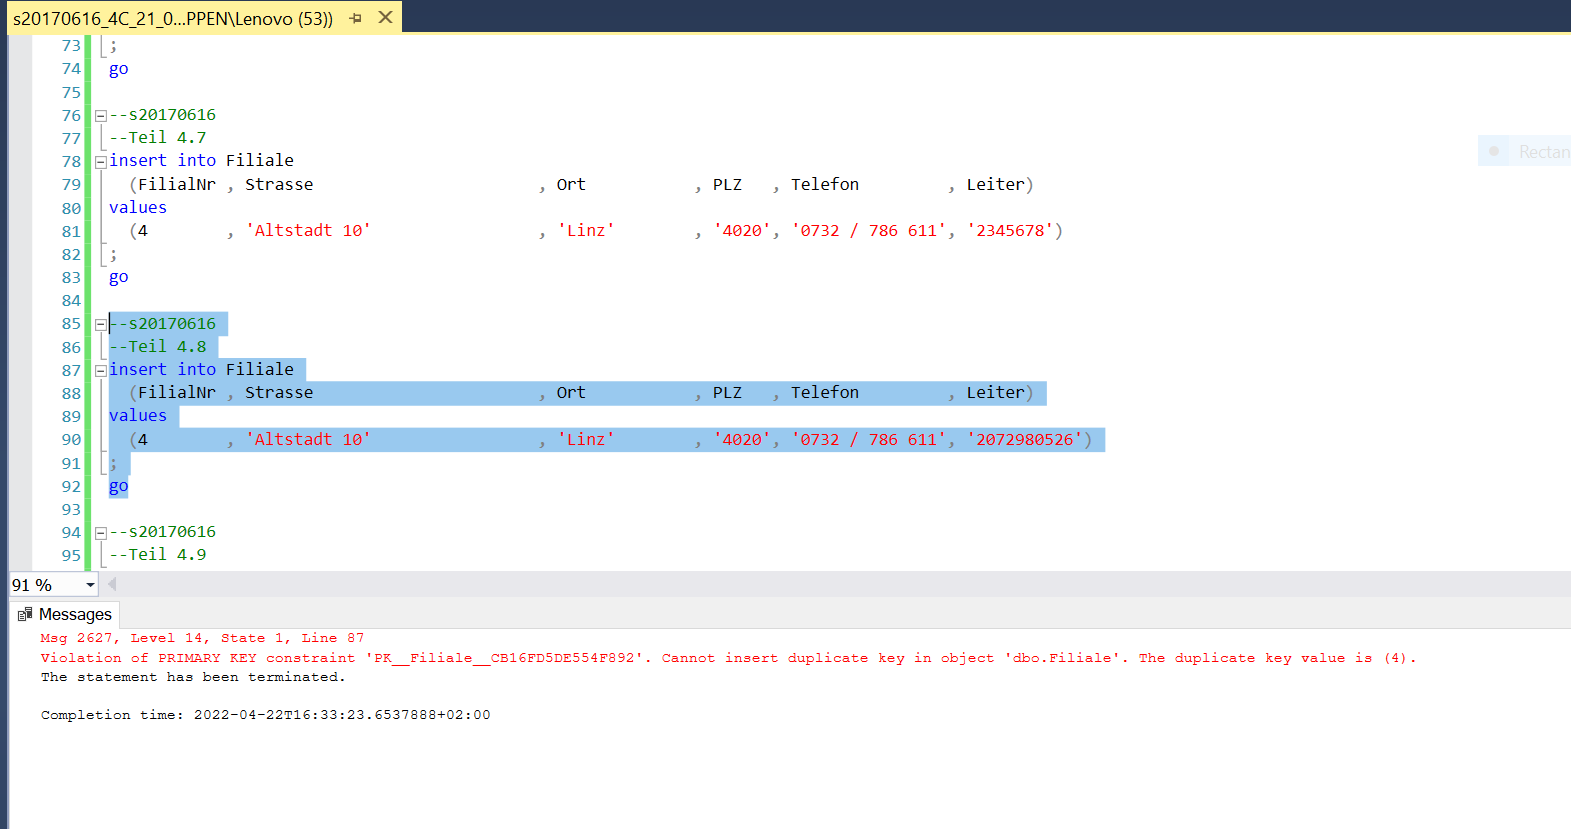 s20170616_4C_21_0...PPEN\Lenovo (53))
73 ;
74 go
75
76 --s20170616
77 --Teil 4.7
78 insert into Filiale
79 (FilialNr , Strasse , Ort , PLZ , Telefon , Leiter)
80 values
81 (4 , 'Altstadt 10' , 'Linz' , '4020', '0732 / 786 611', '2345678')
82 ;
83 go
84
85 --s20170616
86 --Teil 4.8
87 insert into Filiale
88 (FilialNr , Strasse , Ort , PLZ , Telefon , Leiter)
89 values
90 (4 , 'Altstadt 10' , 'Linz' , '4020', '0732 / 786 611', '2072980526')
91 ;
92 go
93
94 --s20170616
95 --Teil 4.9
Rectan
91 %
Messages
Msg 2627, Level 14, State 1, Line 87
Violation of PRIMARY KEY constraint 'PK__Filiale__CB16FD5DE554F892'. Cannot insert duplicate key in object 'dbo.Filiale'. The duplicate key value is (4).
The statement has been terminated.
Completion time: 2022-04-22T16:33:23.6537888+02:00